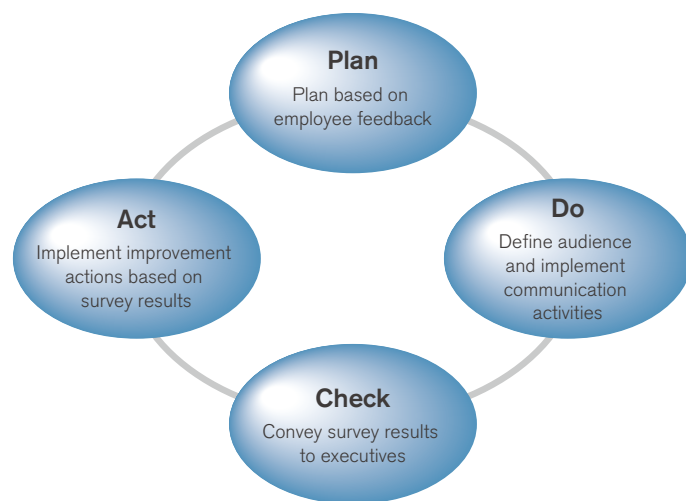 Plan
Plan based on
employee feedback
Do
Define audience
and implement
communication
activities
Check
Convey survey results
to executives
Act
Implement improvement
actions based on
survey results